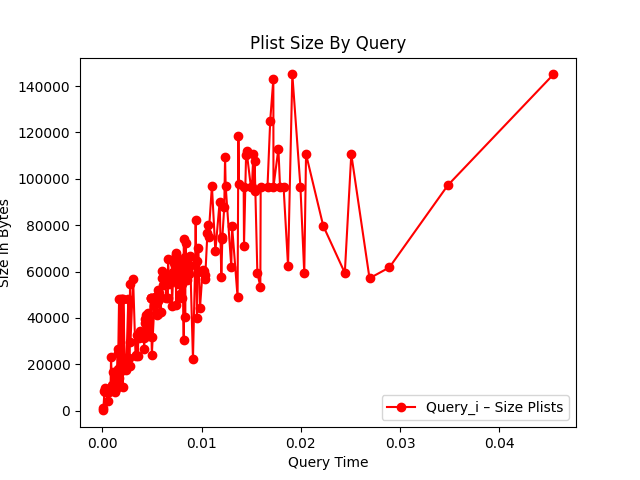 Plist Size By Query
140000
120000
100000
80000
60000
40000
20000
0
Size in Bytes
0.00 0.01 0.02 0.03 0.04
Query Time
Query_i – Size Plists